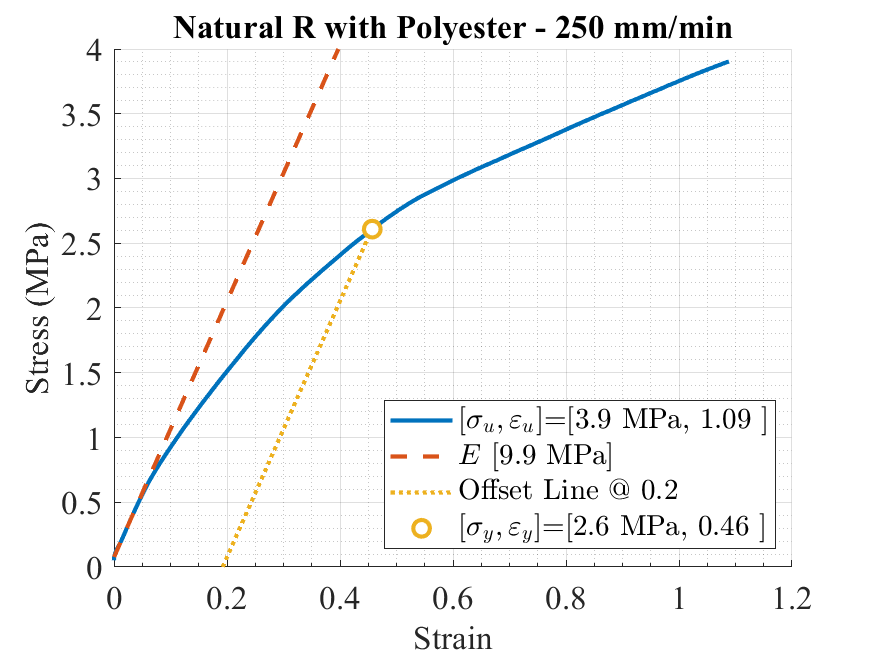 Natural R with Polyester - 250 mm/min
Stress (MPa)
4
3.5
3
2.5
2
1.5
1
0.5
0
0 0.2 0.4 0.6 0.8 1 1.2
Strain
[σu, εu]=[3.9 MPa, 1.09 ]
E [9.9 MPa]
Offset Line @ 0.2
[σy, εy]=[2.6 MPa, 0.46 ]